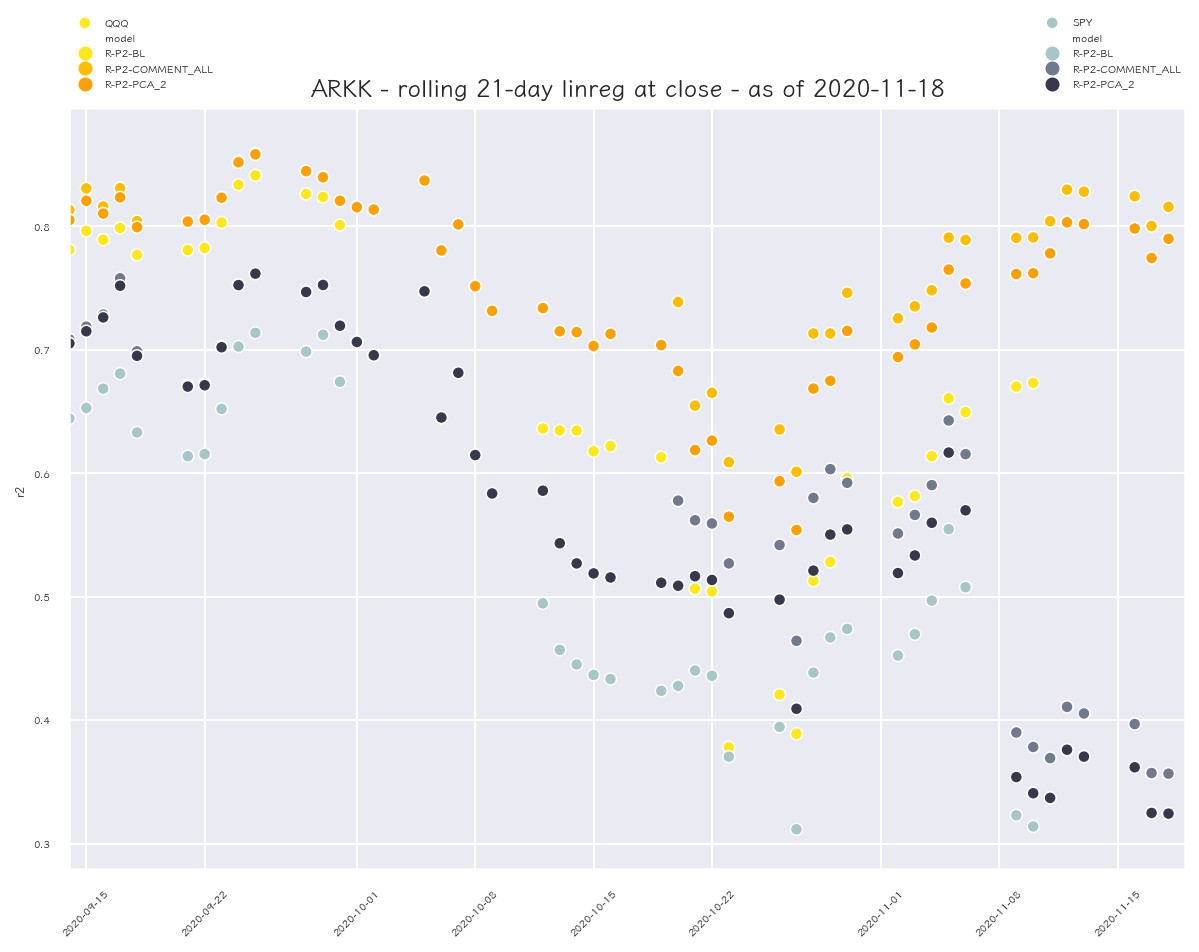 QQQ
model
R-P2-BL
R-P2-COMMENT_ALL
R-P2-PCA_2
SPY
model
R-P2-BL
R-P2-COMMENT_ALL
R-P2-PCA_2
ARKK - rolling 21-day linreg at close - as of 2020-11-18
r2
0.8
0.7
0.6
0.5
0.4
0.3
2020-09-15
2020-09-22
2020-10-01
2020-10-08
2020-10-15
2020-10-22
2020-11-01
2020-11-08
2020-11-15